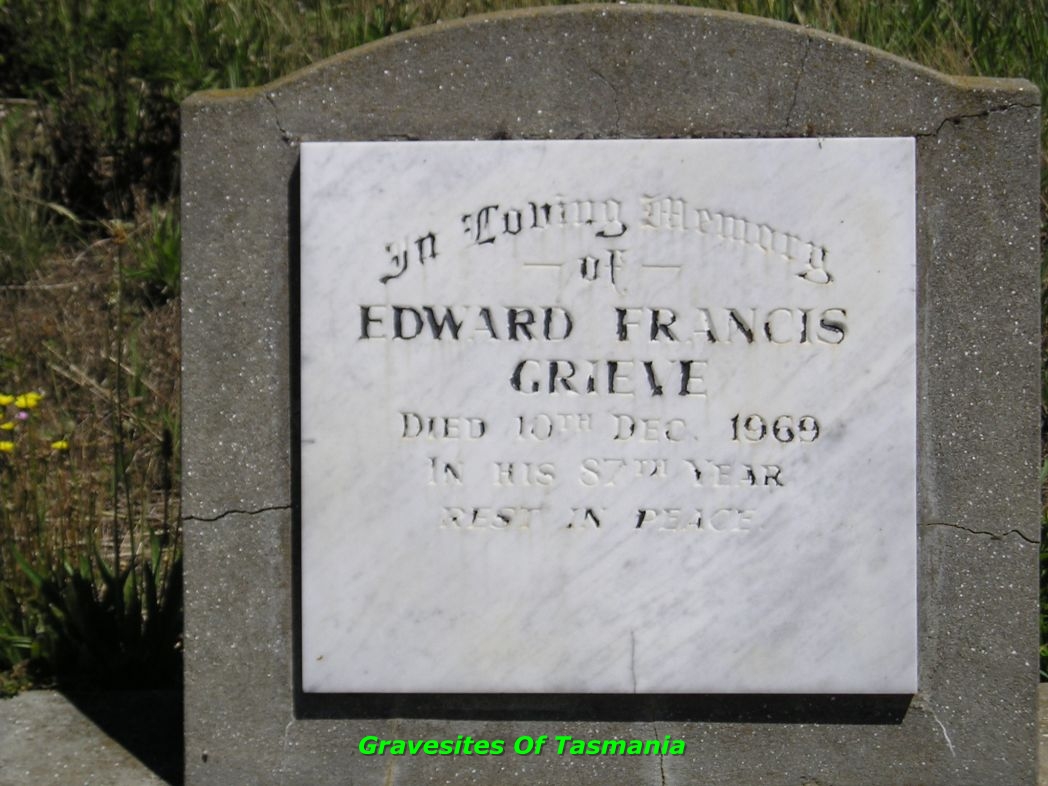 In Loving Memory
— of —
EDWARD FRANCIS
GRIEVE
DIED 10TH DEC. 1969
IN HIS 87TH YEAR
REST IN PEACE.
Gravesites Of Tasmania